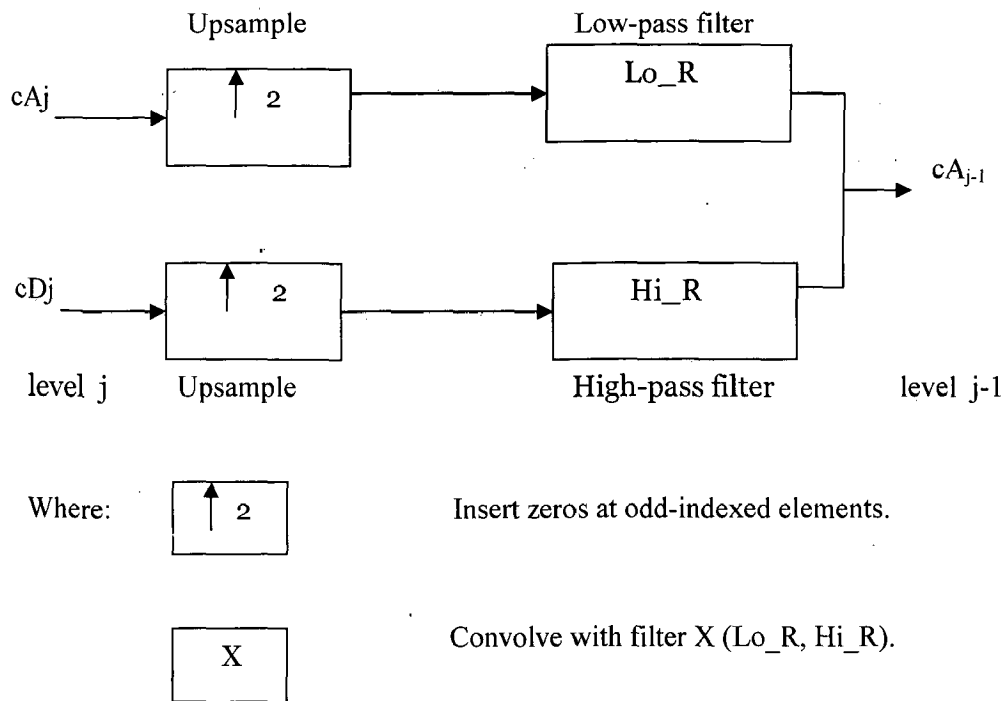 Upsample
Low-pass filter
2
Lo_R
cAj
cA_{j-1}
2
Hi_R
cDj
level j
Upsample
High-pass filter
level j-1
Where:
2
Insert zeros at odd-indexed elements.
X
Convolve with filter X (Lo_R, Hi_R).